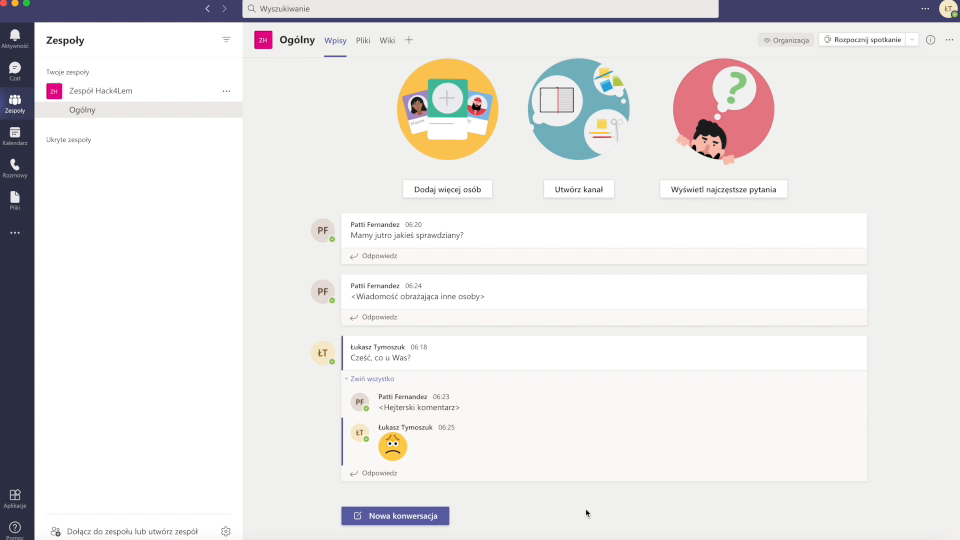 Wyszukiwanie
ŁT
Aktywność
Czat
Zespoły
Kalendarz
Rozmowy
Pliki
Aplikacje
Pomoc
Zespoły
Twoje zespoły
ZH Zespół Hack4Lem
Ogólny
Ukryte zespoły
Dołącz do zespołu lub utwórz zespół
ZH Ogólny Wpisy Pliki Wiki
Organizacja Rozpocznij spotkanie
Dodaj więcej osób
Utwórz kanał
Wyświetl najczęstsze pytania
PF
Patti Fernandez 06:20
Mamy jutro jakieś sprawdziany?
Odpowiedz
PF
Patti Fernandez 06:24
<Wiadomość obrażająca inne osoby>
Odpowiedz
ŁT
Łukasz Tymoszuk 06:18
Cześć, co u Was?
Zwiń wszystko
PF
Patti Fernandez 06:23
<Hejterski komentarz>
ŁT
Łukasz Tymoszuk 06:25
Odpowiedz
Nowa konwersacja